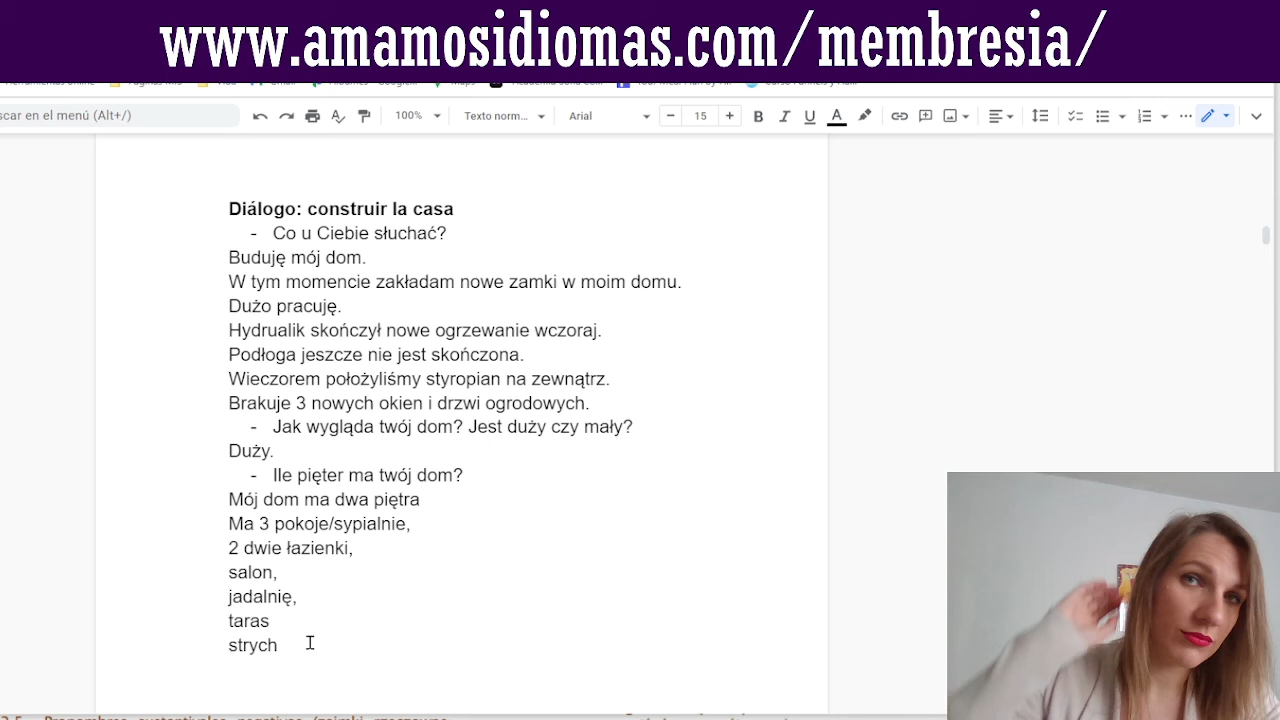 www.amamosidiomas.com/membresia/
scar en el menú (Alt+/)
100%
Texto norm...
Arial
15
Diálogo: construir la casa
- Co u Ciebie słuchać?
Buduję mój dom.
W tym momencie zakładam nowe zamki w moim domu.
Dużo pracuję.
Hydrualik skończył nowe ogrzewanie wczoraj.
Podłoga jeszcze nie jest skończona.
Wieczorem położyliśmy styropian na zewnątrz.
Brakuje 3 nowych okien i drzwi ogrodowych.
- Jak wygląda twój dom? Jest duży czy mały?
Duży.
- Ile pięter ma twój dom?
Mój dom ma dwa piętra
Ma 3 pokoje/sypialnie,
2 dwie łazienki,
salon,
jadalnię,
taras
strych